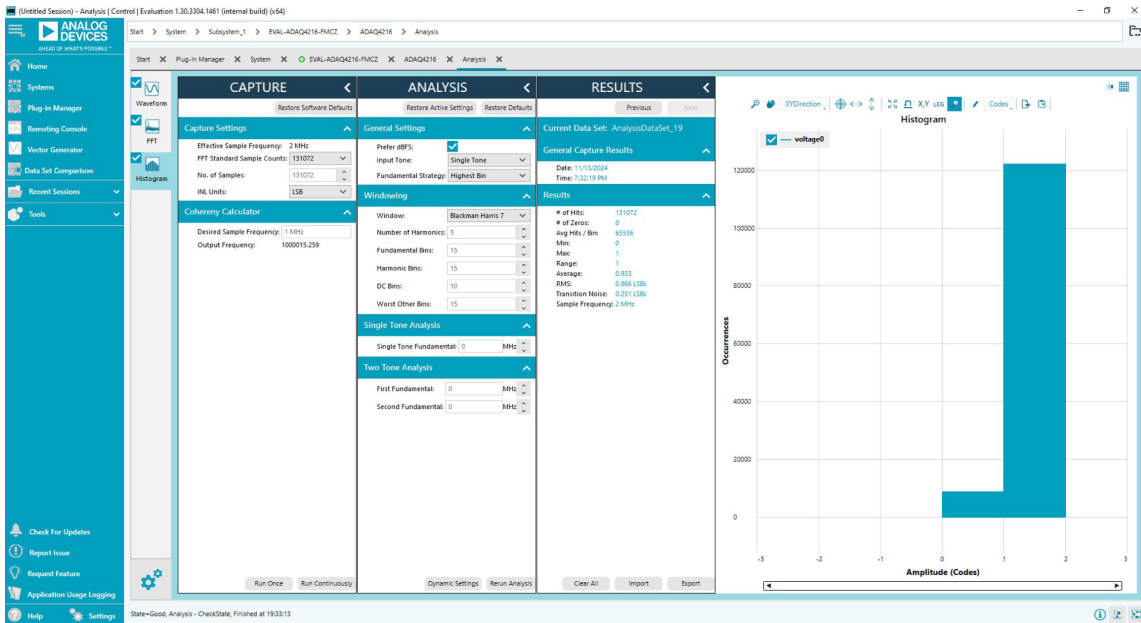 (Untitled Session) - Analysis | Control | Evaluation 1.30.3304.1461 (internal build) (x64)
ANALOG
DEVICES
AHEAD OF WHAT'S POSSIBLE™
Start > System > Subsystem_1 > EVAL-ADAQ4216-FMCZ > ADAQ4216 > Analysis
Start X Plug-in Manager X System X EVAL-ADAQ4216-FMCZ X ADAQ4216 X Analysis X
Home
Systems
Plug-in Manager
Remoting Console
Vector Generator
Data Set Comparison
Recent Sessions
Tools
Check For Updates
Report Issue
Request Feature
Application Usage Logging
Help Settings
Waveform
FFT
Histogram
CAPTURE
Restore Software Defaults
Capture Settings
Effective Sample Frequency: 2 MHz
FFT Standard Sample Counts: 131072
No. of Samples: 131072
INL Units: LSB
Coherency Calculator
Desired Sample Frequency: 1 MHz
Output Frequency: 1000015.259
Run Once Run Continuously
ANALYSIS
Restore Active Settings Restore Defaults
General Settings
Prefer dBFS:
Input Tone: Single Tone
Fundamental Strategy: Highest Bin
Windowing
Window: Blackman Harris 7
Number of Harmonics: 5
Fundamental Bins: 15
Harmonic Bins: 15
DC Bins: 10
Worst Other Bins: 15
Single Tone Analysis
Single Tone Fundamental: 0 MHz
Two Tone Analysis
First Fundamental: 0 MHz
Second Fundamental: 0 MHz
Dynamic Settings Rerun Analysis
RESULTS
Previous Next
Current Data Set: AnalysisDataSet_19
General Capture Results
Date: 11/13/2024
Time: 7:32:19 PM
Results
# of Hits: 131072
# of Zeros: 0
Avg Hits / Bin: 65536
Min: 0
Max: 1
Range: 1
Average: 0.933
RMS: 0.966 LSBs
Transition Noise: 0.251 LSBs
Sample Frequency: 2 MHz
Clear All Import Export
XYDirection X,Y LEG Codes
Histogram
voltage0
120000
100000
80000
60000
40000
20000
0
Occurrences
-3 -2 -1 0 1 2 3
Amplitude (Codes)
State=Good, Analysis - CheckState, Finished at 19:33:13